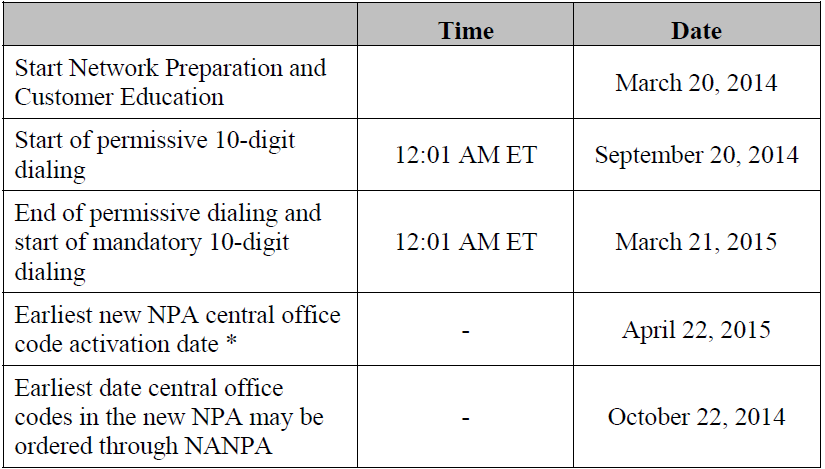 Time Date
Start Network Preparation and
Customer Education
March 20, 2014
Start of permissive 10-digit
dialing
12:01 AM ET
September 20, 2014
End of permissive dialing and
start of mandatory 10-digit
dialing
12:01 AM ET
March 21, 2015
Earliest new NPA central office
code activation date *
-
April 22, 2015
Earliest date central office
codes in the new NPA may be
ordered through NANPA
-
October 22, 2014